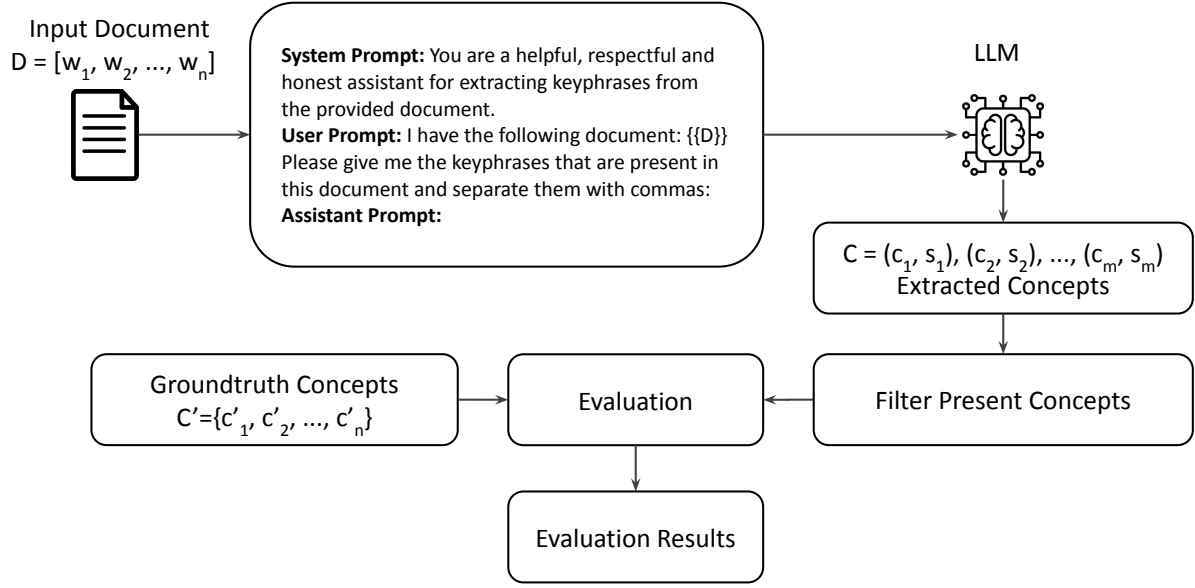 Input Document
D = [w₁, w₂, ..., wₙ]
System Prompt: You are a helpful, respectful and
honest assistant for extracting keyphrases from
the provided document.
User Prompt: I have the following document: {{D}}
Please give me the keyphrases that are present in
this document and separate them with commas:
Assistant Prompt:
LLM
C = (c₁, s₁), (c₂, s₂), ..., (cₘ, sₘ)
Extracted Concepts
Groundtruth Concepts
C’={c’₁, c’₂, ..., c’ₙ}
Evaluation
Filter Present Concepts
Evaluation Results